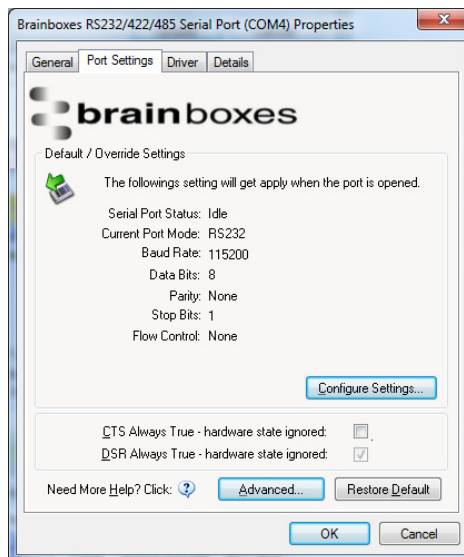 Brainboxes RS232/422/485 Serial Port (COM4) Properties
General Port Settings Driver Details
brainboxes
Default / Override Settings
The followings setting will get apply when the port is opened.
Serial Port Status: Idle
Current Port Mode: RS232
Baud Rate: 115200
Data Bits: 8
Parity: None
Stop Bits: 1
Flow Control: None
Configure Settings...
CTS Always True - hardware state ignored:
DSR Always True - hardware state ignored:
Need More Help? Click: ? Advanced... Restore Default
OK Cancel